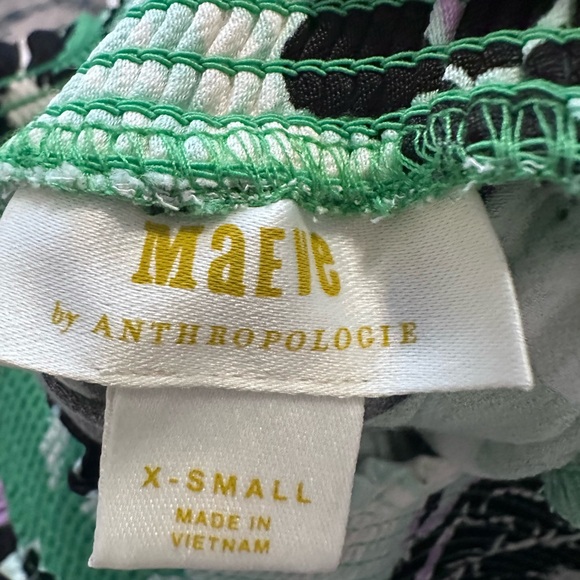 MaEVe
by ANTHROPOLOGIE
X-SMALL
MADE IN
VIETNAM